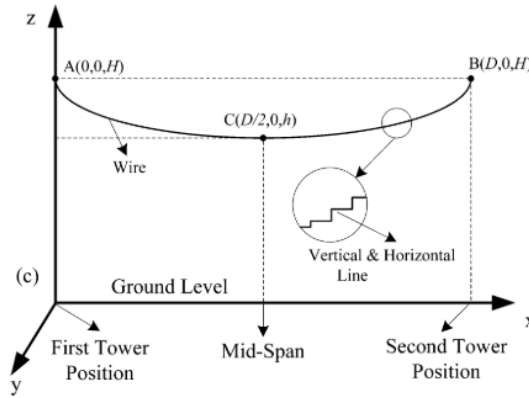 z
A(0,0,H)
B(D,0,H)
C(D/2,0,h)
Wire
Vertical & Horizontal
Line
(c)
Ground Level
x
First Tower
Position
Mid-Span
Second Tower
Position
y